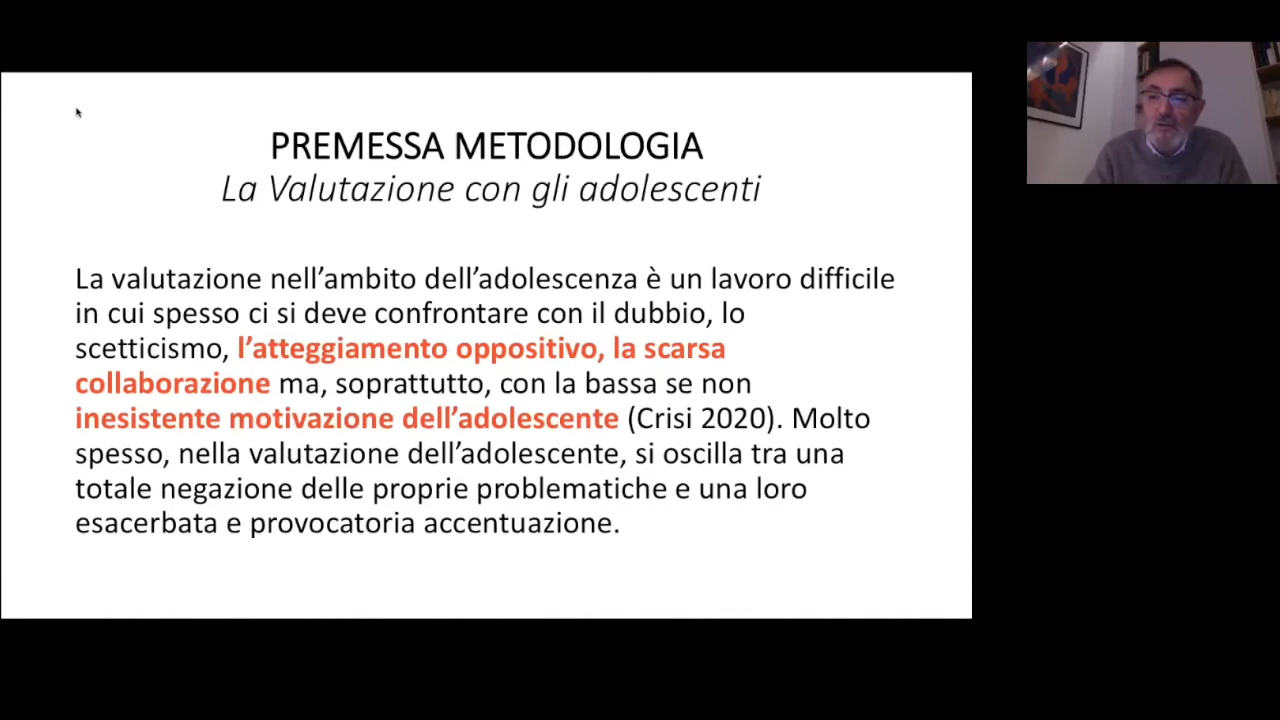 PREMESSA METODOLOGIA
La Valutazione con gli adolescenti
La valutazione nell’ambito dell’adolescenza è un lavoro difficile
in cui spesso ci si deve confrontare con il dubbio, lo
scetticismo, l’atteggiamento oppositivo, la scarsa
collaborazione ma, soprattutto, con la bassa se non
inesistente motivazione dell’adolescente (Crisi 2020). Molto
spesso, nella valutazione dell’adolescente, si oscilla tra una
totale negazione delle proprie problematiche e una loro
esacerbata e provocatoria accentuazione.